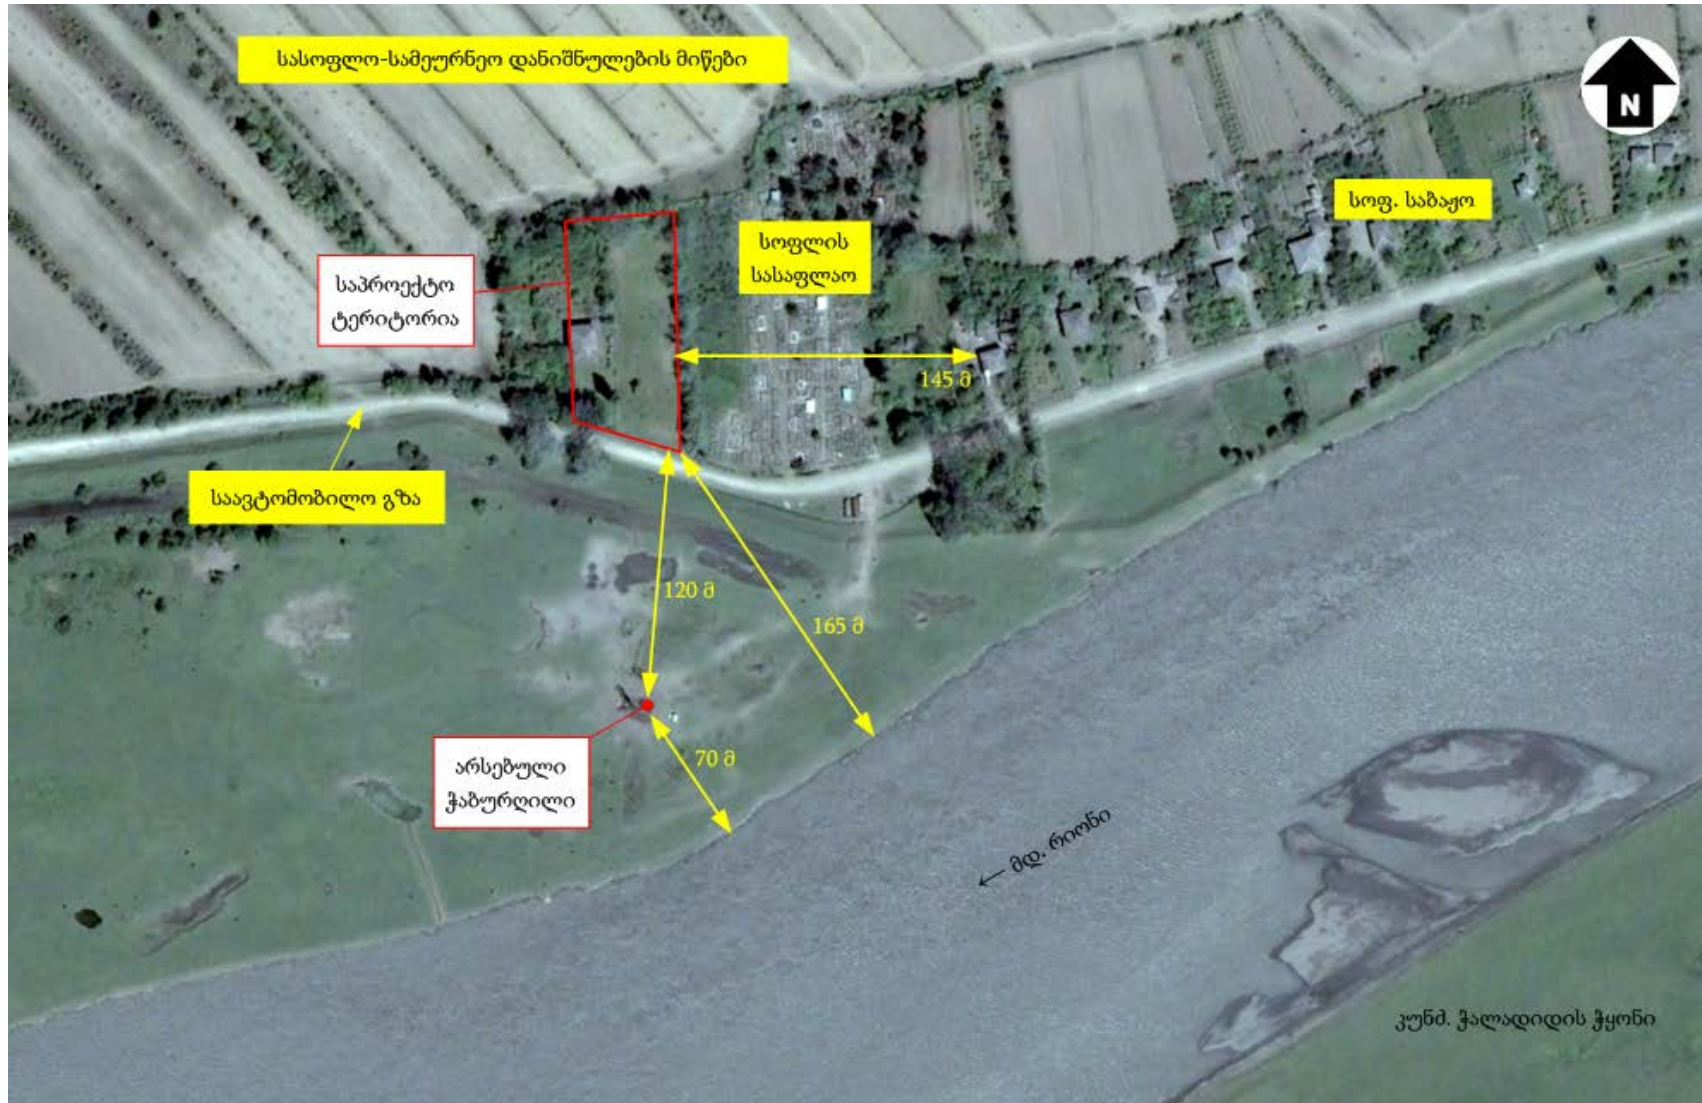 სასოფლო-სამეურნეო დანიშნულების მიწები
N
სოფ. საბაჟო
სოფლის
სასაფლაო
საპროექტო
ტერიტორია
145 მ
საავტომობილო გზა
120 მ
165 მ
არსებული
ჭაბურღილი
70 მ
← მდ. რიონი
კუნძ. ჭალადიდის ჭყონი